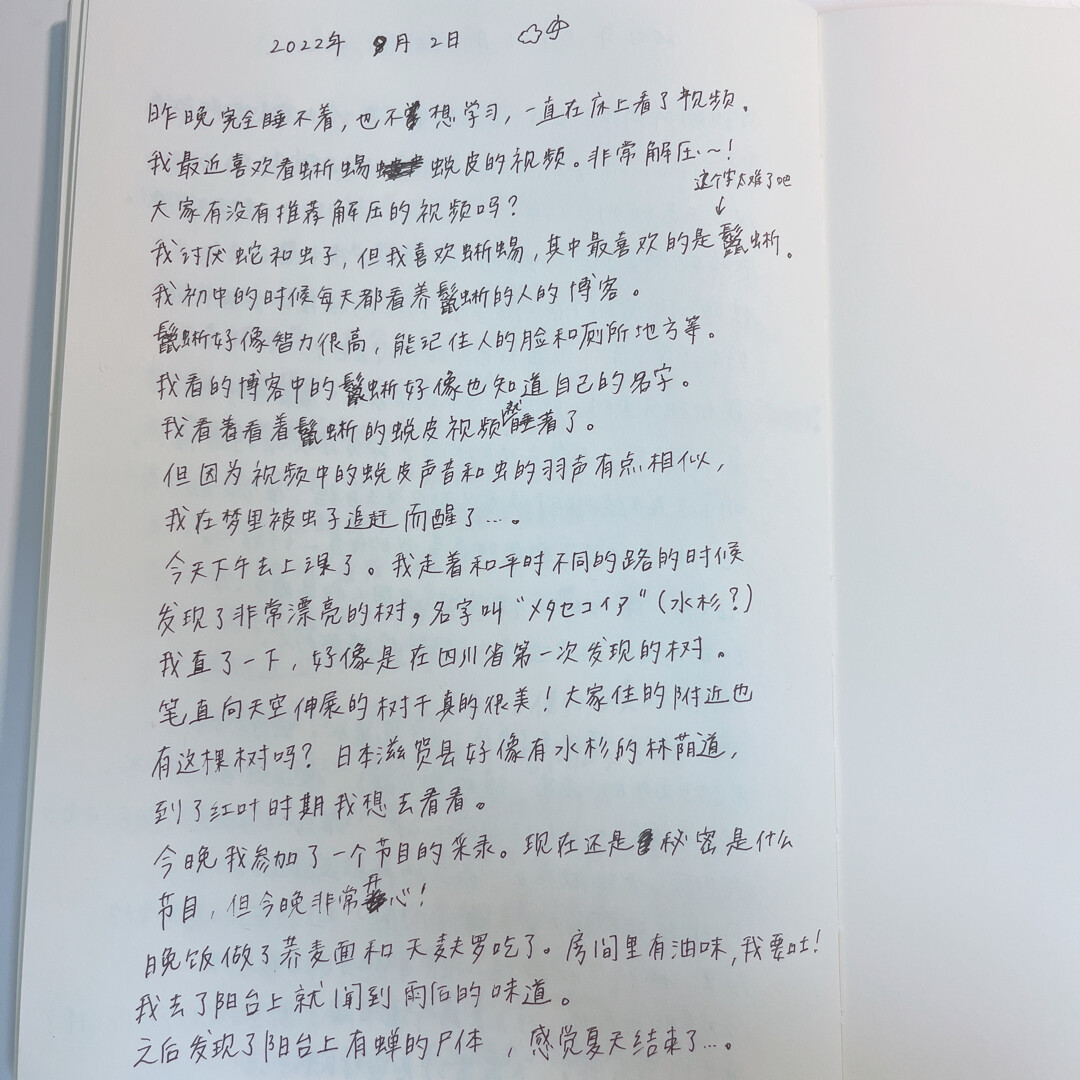 2022年 9月 2日
昨晚完全睡不着，也不想学习，一直在床上看了视频。
我最近喜欢看蜥蜴蜕皮的视频。非常解压～！
这个字太难了吧
大家有没有推荐解压的视频吗？
我讨厌蛇和虫子，但我喜欢蜥蜴，其中最喜欢的是鬣蜥。
我初中的时候每天都看养鬣蜥的人的博客。
鬣蜥好像智力很高，能记住人的脸和厕所地方等。
我看的博客中的鬣蜥好像也知道自己的名字。
我看着看着鬣蜥的蜕皮视频就睡著了。
但因为视频中的蜕皮声音和虫的羽声有点相似，
我在梦里被虫子追赶而醒了…。
今天下午去上课了。我走着和平时不同的路的时候
发现了非常漂亮的树，名字叫“メタセコイア“（水杉？）
我查了一下，好像是在四川省第一次发现的树。
笔直向天空伸展的树干真的很美！大家住的附近也
有这棵树吗？日本滋贺县好像有水杉的林荫道，
到了红叶时期我想去看看。
今晚我参加了一个节目的采录。现在还是秘密是什么
节目，但今晚非常开心！
晚饭做了荞麦面和天麸罗吃了。房间里有油味，我要吐！
我去了阳台上就闻到雨后的味道。
之后发现了阳台上有蝉的尸体，感觉夏天结束了…。